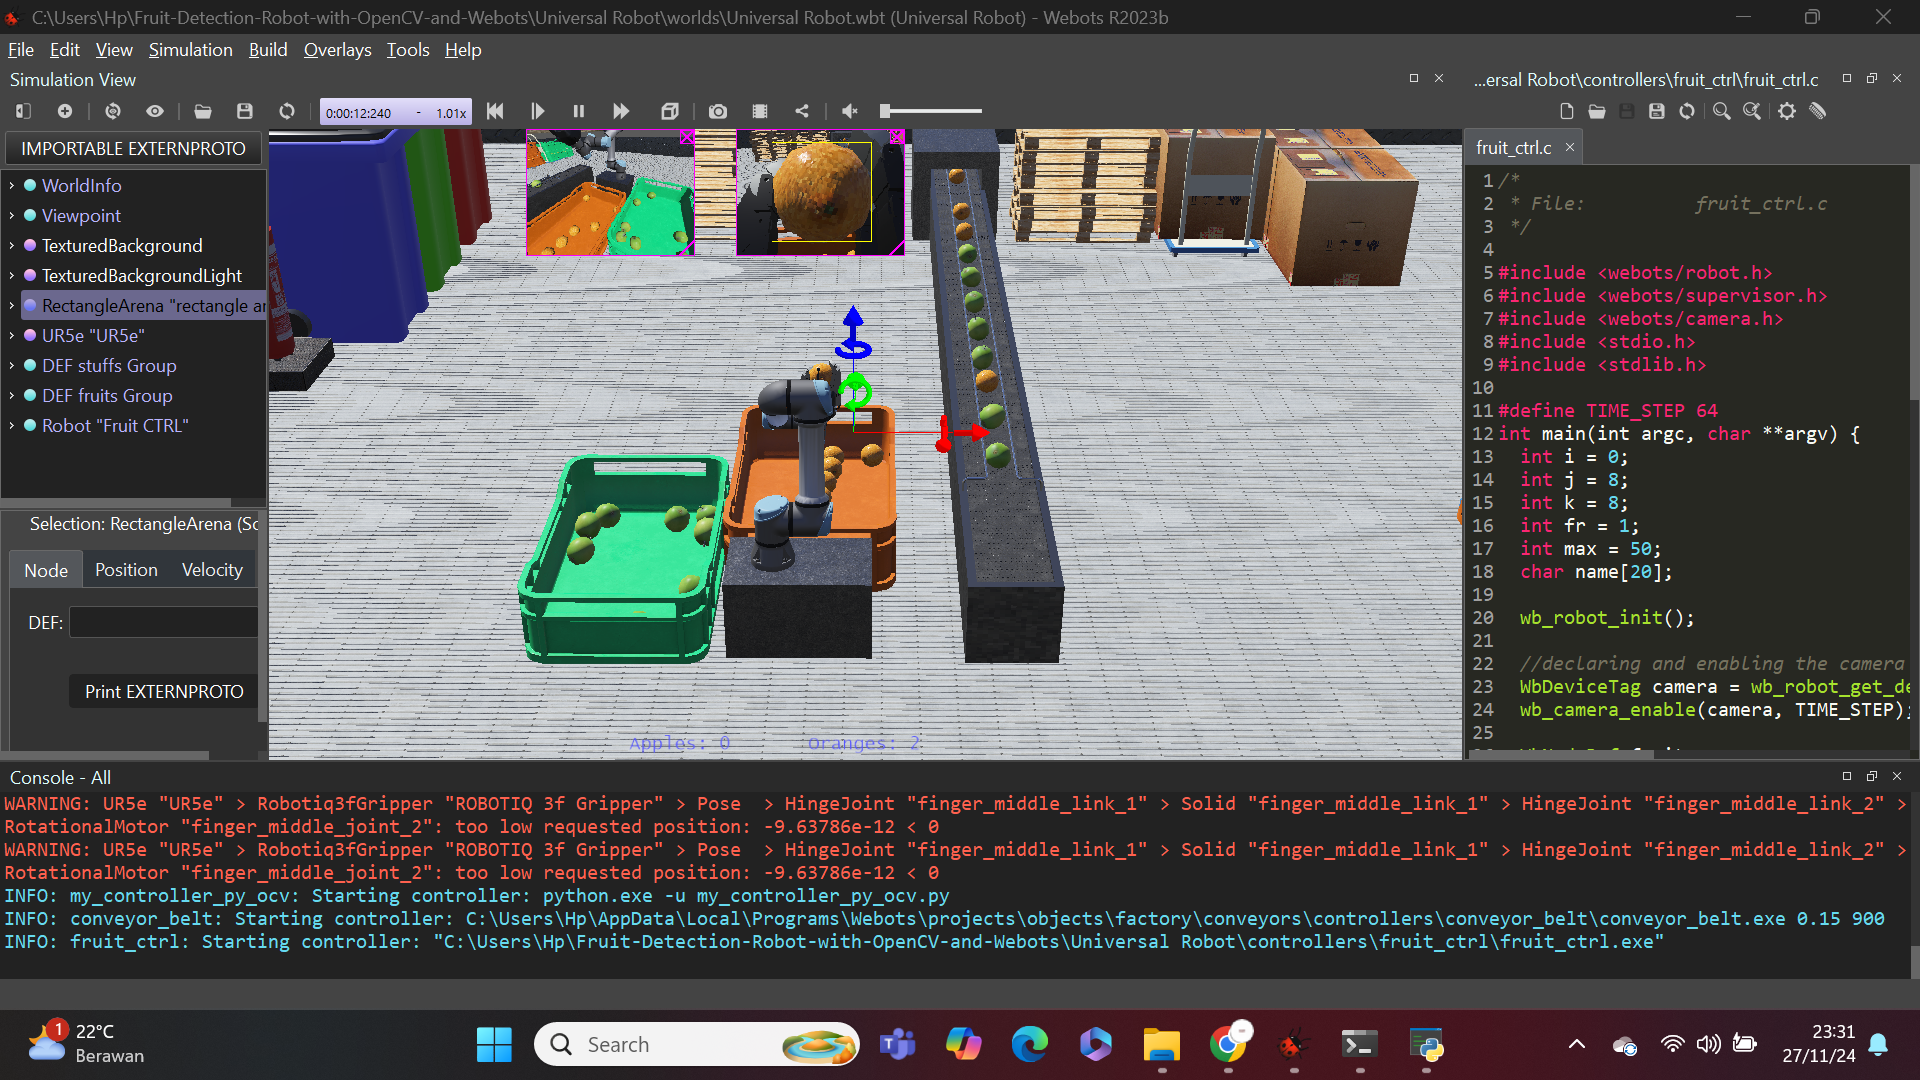 C:\Users\Hp\Fruit-Detection-Robot-with-OpenCV-and-Webots\Universal Robot\worlds\Universal Robot.wbt (Universal Robot) - Webots R2023b
File Edit View Simulation Build Overlays Tools Help
Simulation View
...ersal Robot\controllers\fruit_ctrl\fruit_ctrl.c
0:00:12:240 - 1.01x
IMPORTABLE EXTERNPROTO
WorldInfo
Viewpoint
TexturedBackground
TexturedBackgroundLight
RectangleArena "rectangle ar
UR5e "UR5e"
DEF stuffs Group
DEF fruits Group
Robot "Fruit CTRL"
Selection: RectangleArena (So
Node Position Velocity
DEF:
Print EXTERNPROTO
Apples: 0 Oranges: 2
fruit_ctrl.c
1 /*
2 * File: fruit_ctrl.c
3 */
4
5 #include <webots/robot.h>
6 #include <webots/supervisor.h>
7 #include <webots/camera.h>
8 #include <stdio.h>
9 #include <stdlib.h>
10
11 #define TIME_STEP 64
12 int main(int argc, char **argv) {
13 int i = 0;
14 int j = 8;
15 int k = 8;
16 int fr = 1;
17 int max = 50;
18 char name[20];
19
20 wb_robot_init();
21
22 //declaring and enabling the camera
23 WbDeviceTag camera = wb_robot_get_de
24 wb_camera_enable(camera, TIME_STEP);
25
Console - All
WARNING: UR5e "UR5e" > Robotiq3fGripper "ROBOTIQ 3f Gripper" > Pose > HingeJoint "finger_middle_link_1" > Solid "finger_middle_link_1" > HingeJoint "finger_middle_link_2" >
RotationalMotor "finger_middle_joint_2": too low requested position: -9.63786e-12 < 0
WARNING: UR5e "UR5e" > Robotiq3fGripper "ROBOTIQ 3f Gripper" > Pose > HingeJoint "finger_middle_link_1" > Solid "finger_middle_link_1" > HingeJoint "finger_middle_link_2" >
RotationalMotor "finger_middle_joint_2": too low requested position: -9.63786e-12 < 0
INFO: my_controller_py_ocv: Starting controller: python.exe -u my_controller_py_ocv.py
INFO: conveyor_belt: Starting controller: C:\Users\Hp\AppData\Local\Programs\Webots\projects\objects\factory\conveyors\controllers\conveyor_belt\conveyor_belt.exe 0.15 900
INFO: fruit_ctrl: Starting controller: "C:\Users\Hp\Fruit-Detection-Robot-with-OpenCV-and-Webots\Universal Robot\controllers\fruit_ctrl\fruit_ctrl.exe"
1
22°C
Berawan
Search
23:31
27/11/24